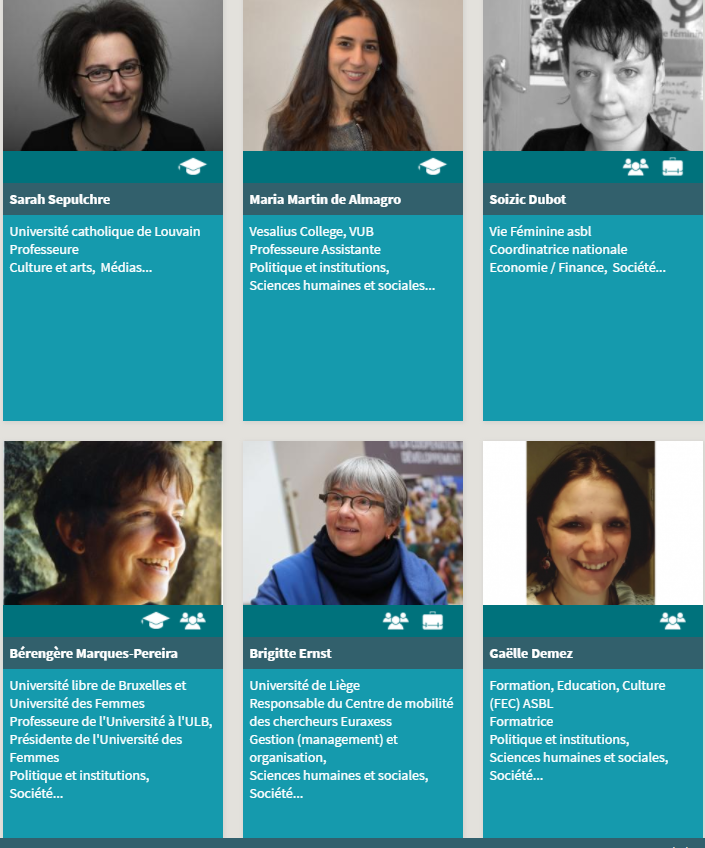 e fémini
Sarah Sepulchre
Université catholique de Louvain
Professeure
Culture et arts, Médias...
Maria Martin de Almagro
Vesalius College, VUB
Professeure Assistante
Politique et institutions,
Sciences humaines et sociales...
Soizic Dubot
Vie Féminine asbl
Coordinatrice nationale
Economie / Finance, Société...
DÉVELOPPEMENT
Bérengère Marques-Pereira
Université libre de Bruxelles et
Université des Femmes
Professeure de l'Université à l'ULB,
Présidente de l'Université des
Femmes
Politique et institutions,
Société...
Brigitte Ernst
Université de Liège
Responsable du Centre de mobilité
des chercheurs Euraxess
Gestion (management) et
organisation,
Sciences humaines et sociales,
Société...
Gaëlle Demez
Formation, Education, Culture
(FEC) ASBL
Formatrice
Politique et institutions,
Sciences humaines et sociales,
Société...